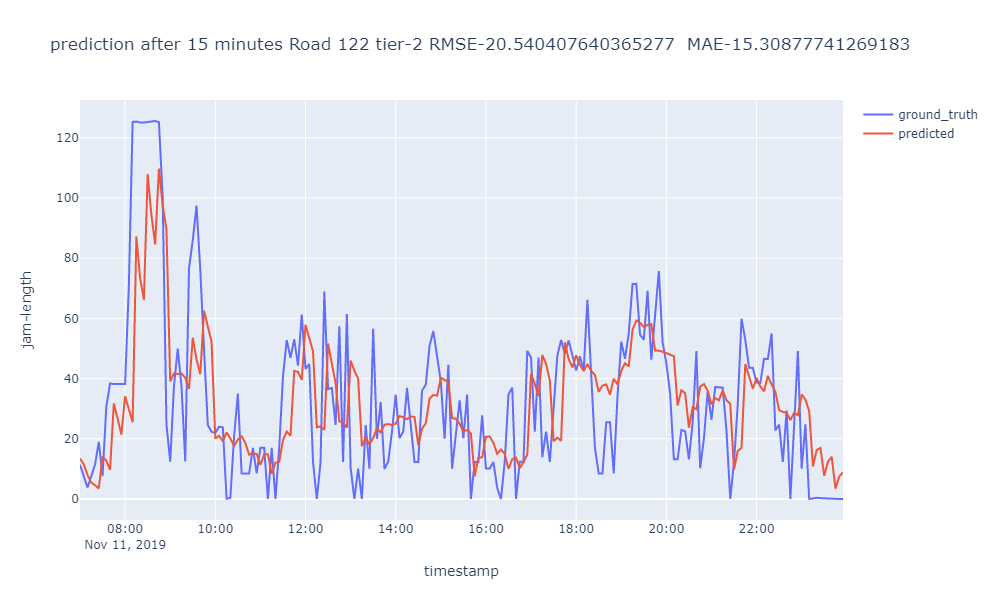 prediction after 15 minutes Road 122 tier-2 RMSE-20.540407640365277  MAE-15.30877741269183
ground_truth
predicted
120
100
80
60
40
20
0
jam-length
08:00 10:00 12:00 14:00 16:00 18:00 20:00 22:00
Nov 11, 2019
timestamp